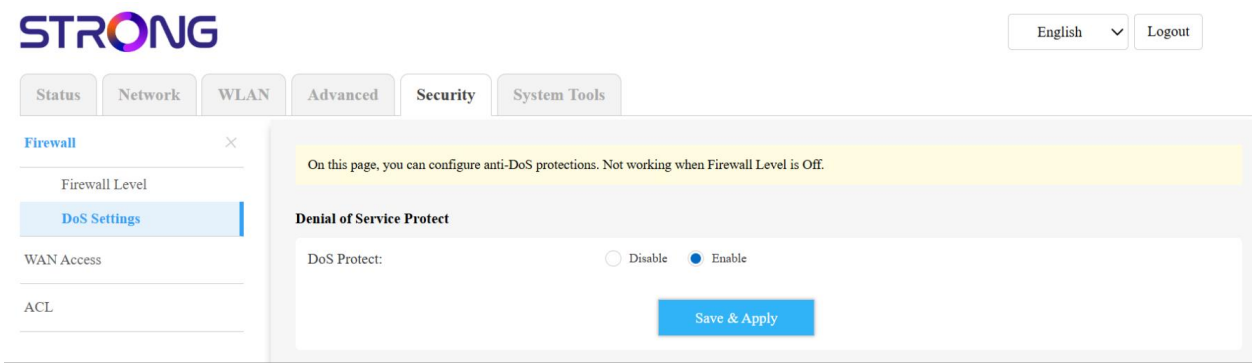 STRONG
English
Logout
Status
Network
WLAN
Advanced
Security
System Tools
Firewall
Firewall Level
DoS Settings
WAN Access
ACL
On this page, you can configure anti-DoS protections. Not working when Firewall Level is Off.
Denial of Service Protect
DoS Protect:
Disable
Enable
Save & Apply